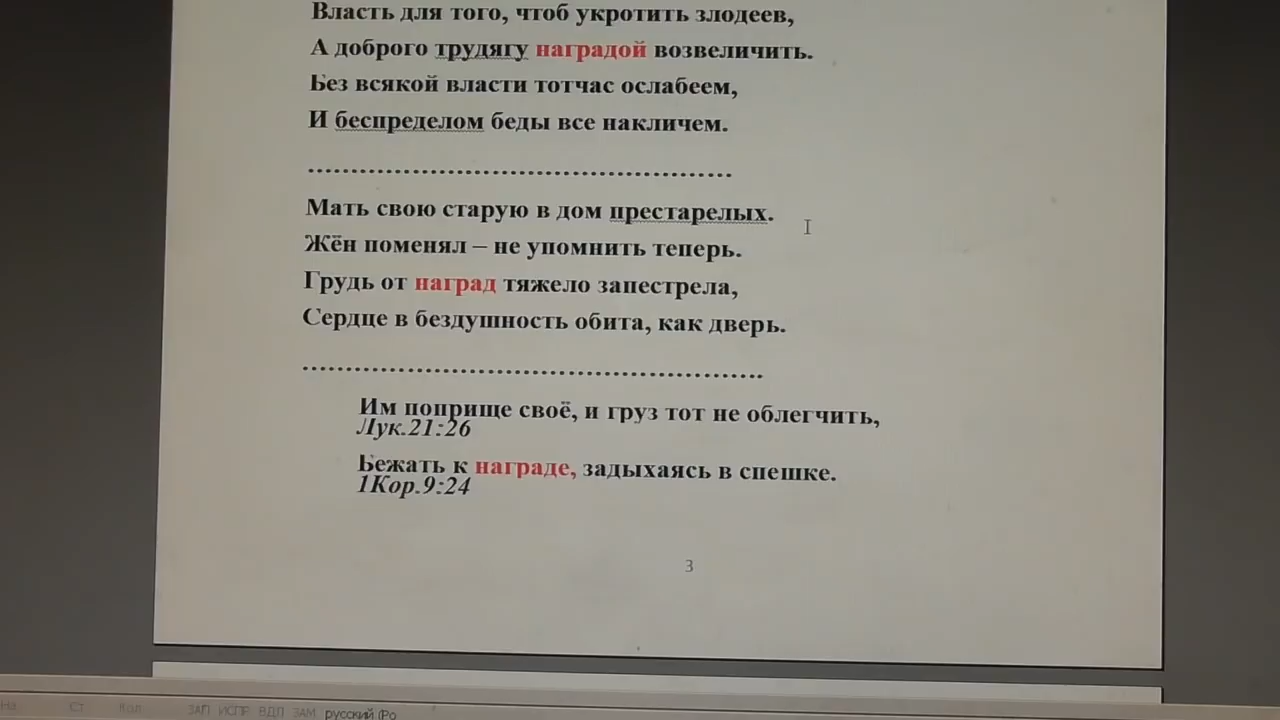 Власть для того, чтоб укротить злодеев,
А доброго трудягу наградой возвеличить.
Без всякой власти тотчас ослабеем,
И беспределом беды все накличем.
……………………………………………
Мать свою старую в дом престарелых.
Жён поменял – не упомнить теперь.
Грудь от наград тяжело запестрела,
Сердце в бездушность обита, как дверь.
……………………………………………….
Им поприще своё, и груз тот не облегчить,
Лук.21:26
Бежать к награде, задыхаясь в спешке.
1Кор.9:24
3
На Ст Кол ЗАП ИСПР ВДЛ ЗАМ русский (Ро